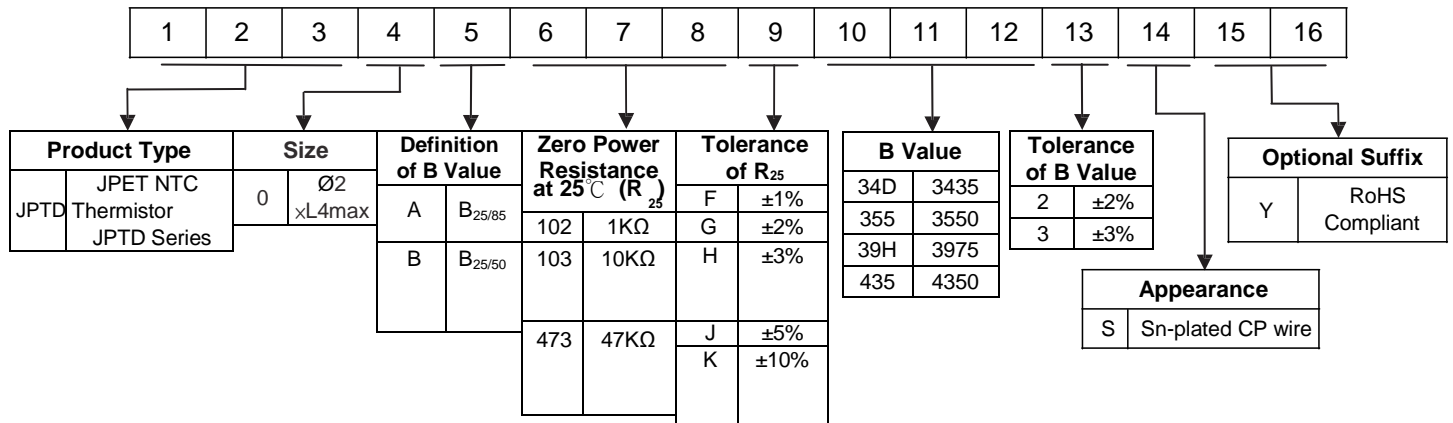 1 2 3 4 5 6 7 8 9 10 11 12 13 14 15 16
Product Type
JPTD JPET NTC
Thermistor
JPTD Series
Size
0 Ø2
×L4max
Definition
of B Value
A B25/85
B B25/50
Zero Power
Resistance
at 25℃ (R25)
102 1KΩ
103 10KΩ
473 47KΩ
Tolerance
of R25
F ±1%
G ±2%
H ±3%
J ±5%
K ±10%
B Value
34D 3435
355 3550
39H 3975
435 4350
Tolerance
of B Value
2 ±2%
3 ±3%
Appearance
S Sn-plated CP wire
Optional Suffix
Y RoHS
Compliant